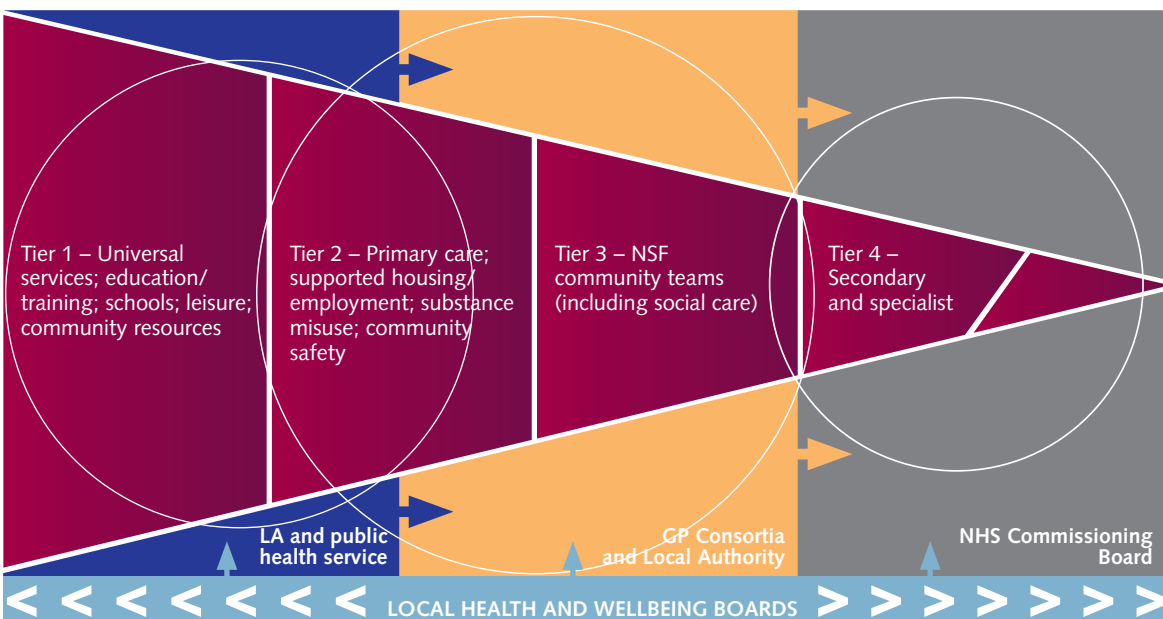 Tier 1 – Universal
services; education/
training; schools; leisure;
community resources
Tier 2 – Primary care;
supported housing/
employment; substance
misuse; community
safety
Tier 3 – NSF
community teams
(including social care)
Tier 4 –
Secondary
and specialist
LA and public
health service
GP Consortia
and Local Authority
NHS Commissioning
Board
LOCAL HEALTH AND WELLBEING BOARDS